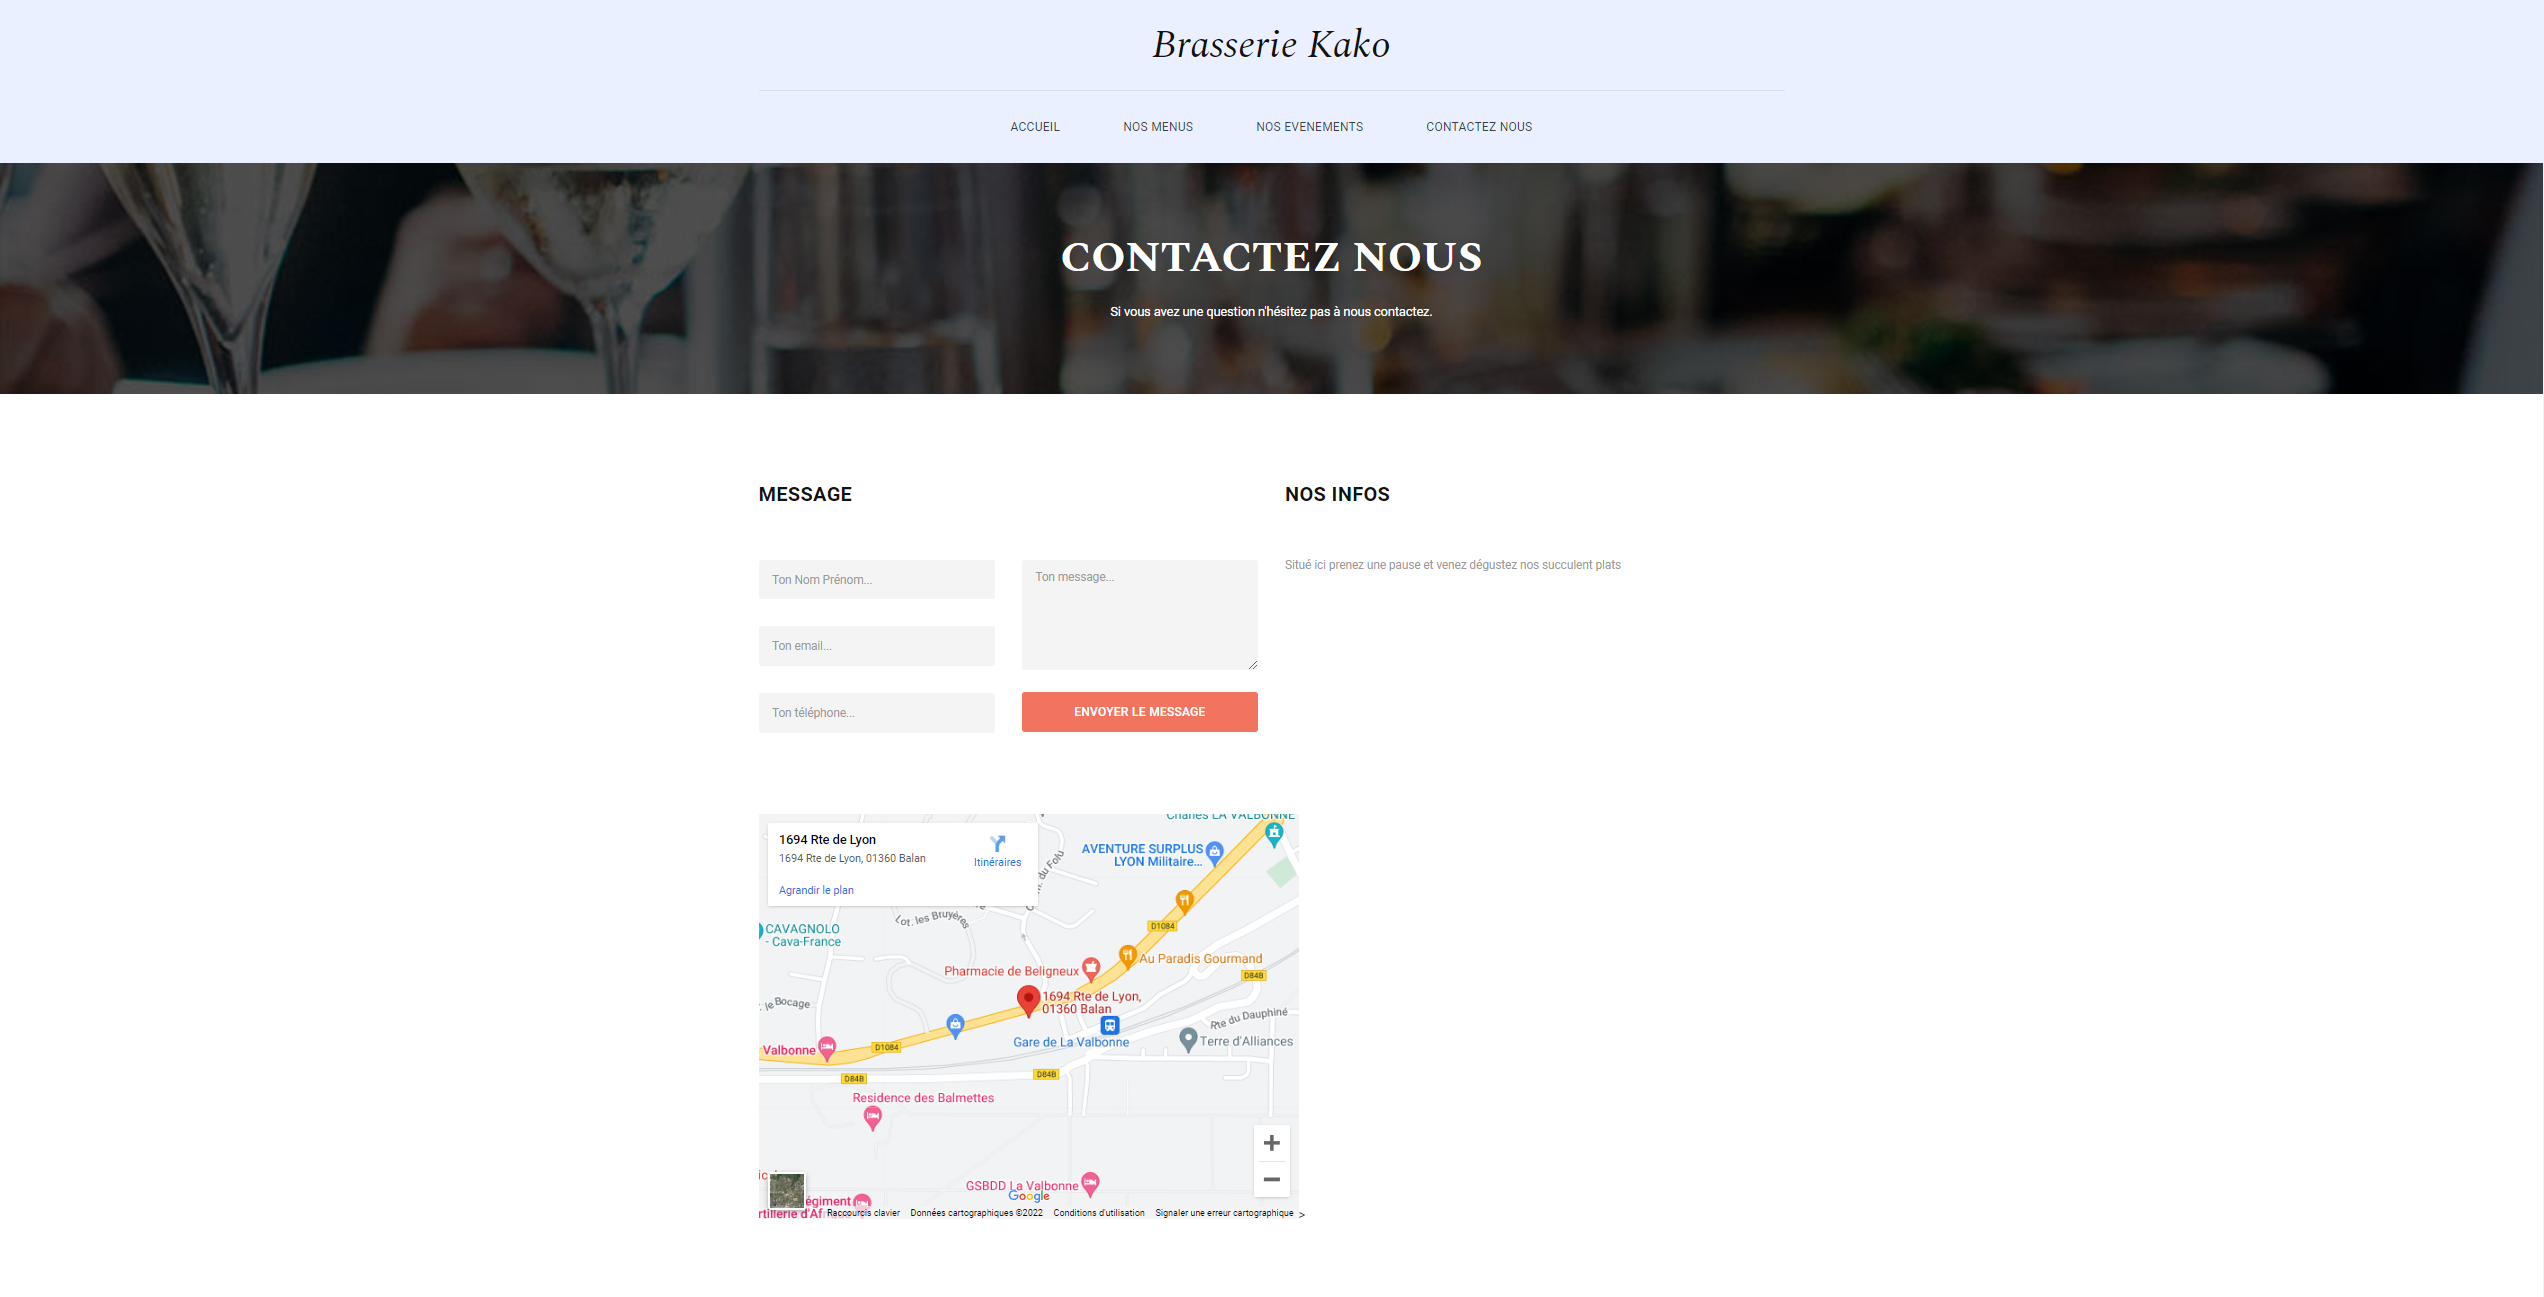 Brasserie Kako
ACCUEIL NOS MENUS NOS EVENEMENTS CONTACTEZ NOUS
CONTACTEZ NOUS
Si vous avez une question n'hésitez pas à nous contactez.
MESSAGE
NOS INFOS
Ton Nom Prénom...
Ton email...
Ton téléphone...
Ton message...
ENVOYER LE MESSAGE
Situé ici prenez une pause et venez dégustez nos succulent plats
1694 Rte de Lyon
1694 Rte de Lyon, 01360 Balan
Itinéraires
Agrandir le plan
Charles LA VALBONNE
AVENTURE SURPLUS
LYON Militaire...
du Folu
Lot. les Bruyères
D1084
CAVAGNOLO
- Cava-France
Au Paradis Gourmand
Pharmacie de Beligneux
D84B
1694 Rte de Lyon,
01360 Balan
le Bocage
Rte du Dauphiné
Gare de La Valbonne
Terre d'Alliances
Valbonne
D1084
D84B
D84B
Residence des Balmettes
GSBDD La Valbonne
Google
égiment
rtillerie d'Af
Raccourcis clavier Données cartographiques ©2022 Conditions d'utilisation Signaler une erreur cartographique >